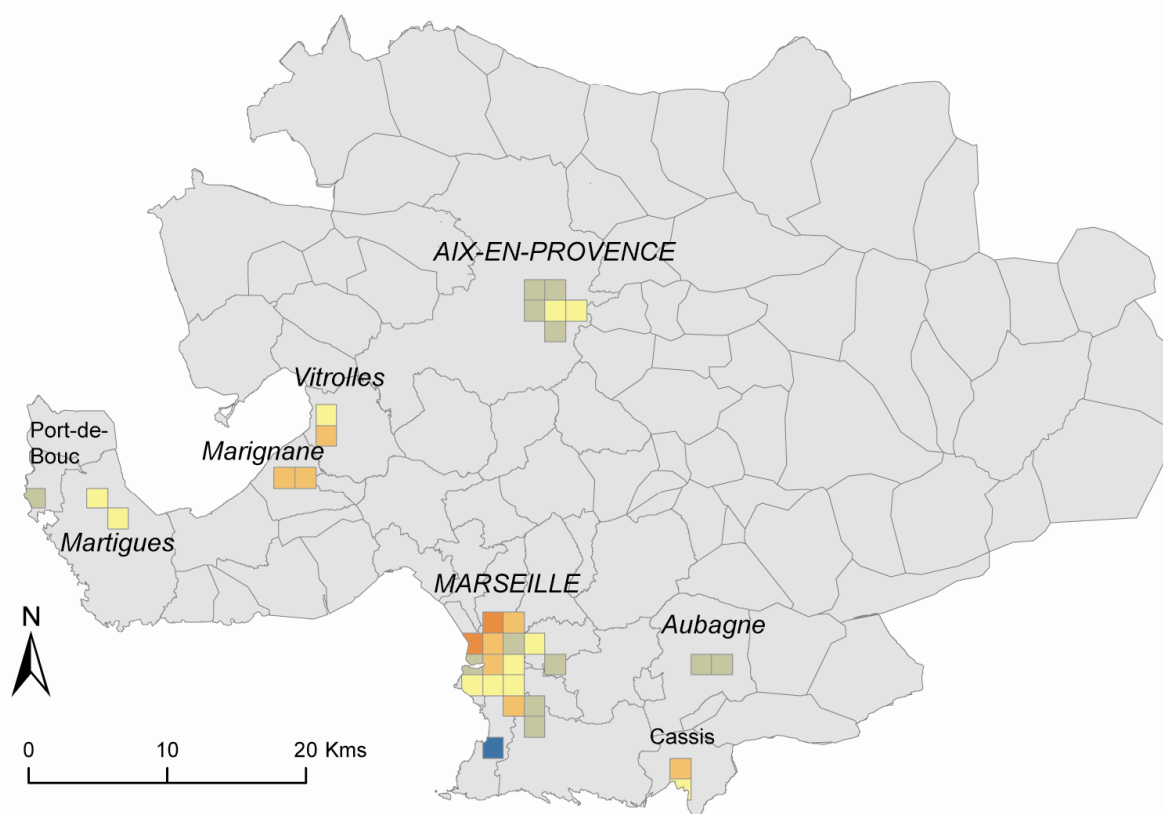 AIX-EN-PROVENCE
Vitrolles
Port-de-
Bouc
Marignane
Martigues
MARSEILLE
N
Aubagne
Cassis
0 10 20 Kms